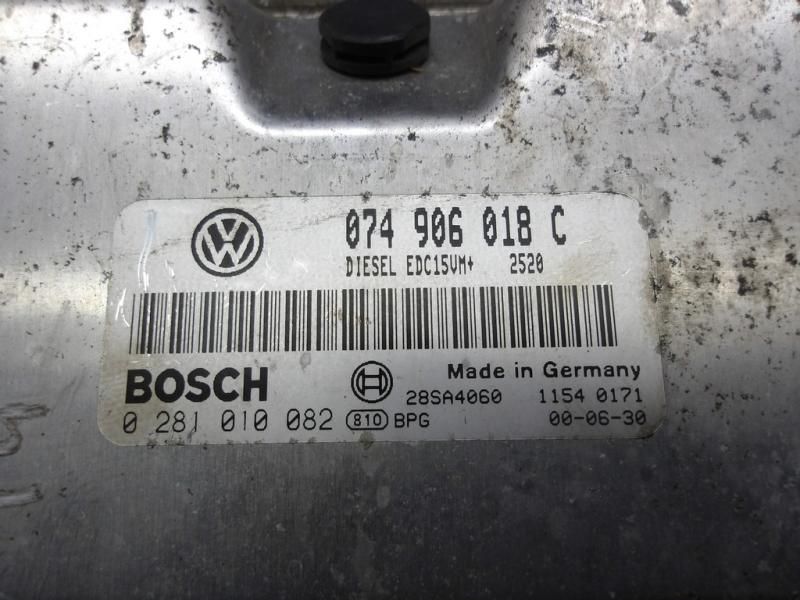 074 906 018 C
DIESEL EDC15VM+ 2520
BOSCH
Made in Germany
28SA4060 1154 0171
0 281 010 082 810 BPG 00-06-30